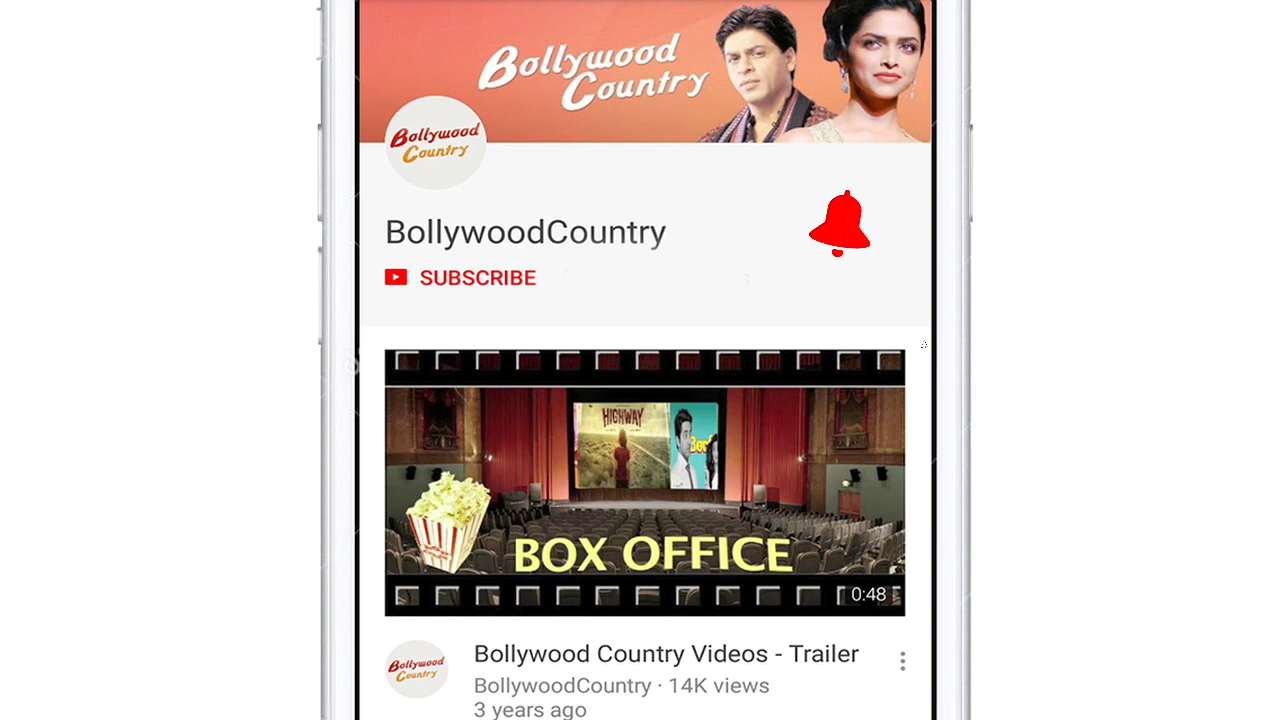 Bollywood
Country
Bollywood
Country
BollywoodCountry
SUBSCRIBE
HIGHWAY
BOX OFFICE
0:48
Bollywood
Country
Bollywood Country Videos - Trailer
BollywoodCountry · 14K views
3 years ago